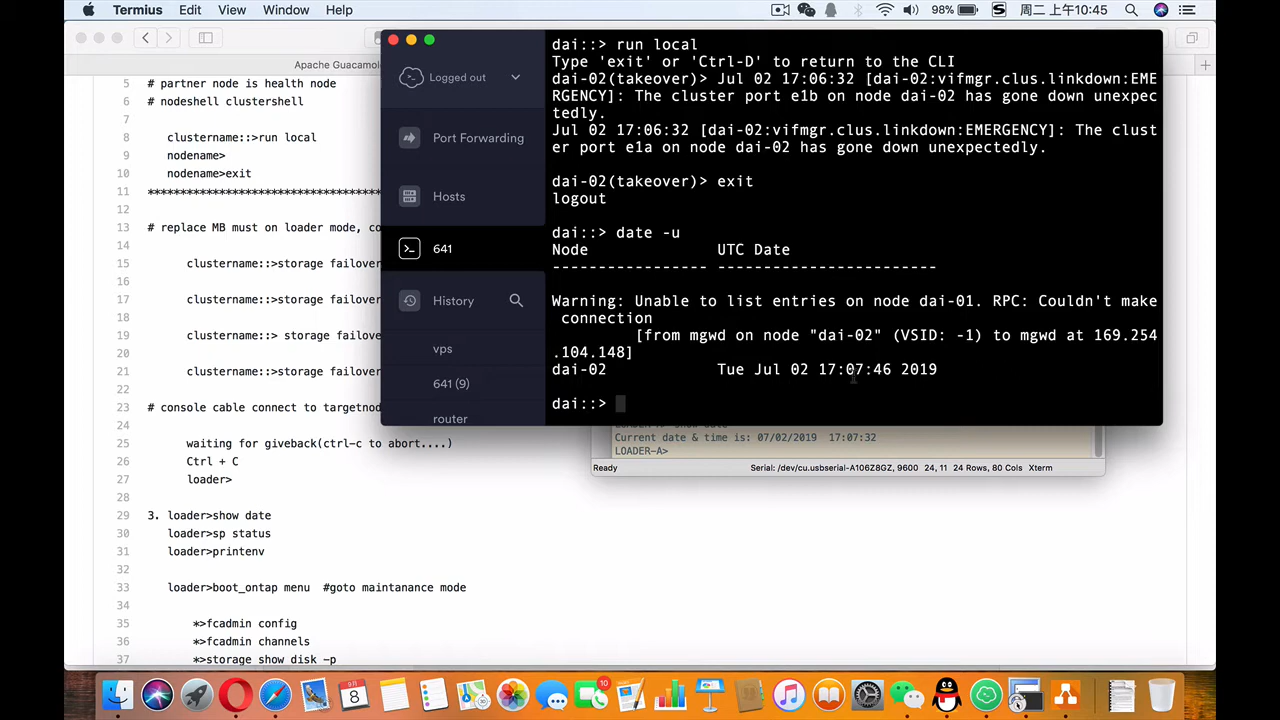 Termius Edit View Window Help
98% 周二 上午10:45
Apache Guacamol
5 # partner node is health node
6 # nodeshell clustershell
7
8 clustername::>run local
9 nodename>
10 nodename>exit
11 ****************************************
12
13 # replace MB must on loader mode, co
14
15 clustername::>storage failover
16
17 clustername::>storage failover
18
19 clustername::> storage failover
20
21 clustername::>storage failover
22
23 # console cable connect to targetnod
24
25 waiting for giveback(ctrl-c to abort....)
26 Ctrl + C
27 loader>
28
29 3. loader>show date
30 loader>sp status
31 loader>printenv
32
33 loader>boot_ontap menu #goto maintanance mode
34
35 *>fcadmin config
36 *>fcadmin channels
37 *>storage show disk -p
Logged out
Port Forwarding
Hosts
641
History
vps
641 (9)
router
dai::> run local
Type 'exit' or 'Ctrl-D' to return to the CLI
dai-02(takeover)> Jul 02 17:06:32 [dai-02:vifmgr.clus.linkdown:EME
RGENCY]: The cluster port e1b on node dai-02 has gone down unexpec
tedly.
Jul 02 17:06:32 [dai-02:vifmgr.clus.linkdown:EMERGENCY]: The clust
er port e1a on node dai-02 has gone down unexpectedly.
dai-02(takeover)> exit
logout
dai::> date -u
Node UTC Date
----------------- ------------------------
Warning: Unable to list entries on node dai-01. RPC: Couldn't make
connection
[from mgwd on node "dai-02" (VSID: -1) to mgwd at 169.254
.104.148]
dai-02 Tue Jul 02 17:07:46 2019
dai::>
Current date & time is: 07/02/2019 17:07:32
LOADER-A>
Ready Serial: /dev/cu.usbserial-A106Z8GZ, 9600 24, 11 24 Rows, 80 Cols Xterm
10